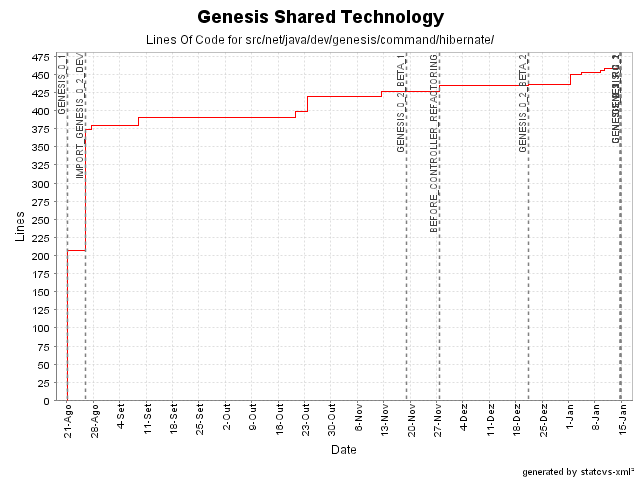 Genesis Shared Technology
Lines Of Code for src/net/java/dev/genesis/command/hibernate/
GENESIS_0_1
IMPORT_GENESIS_0_2_DEV
GENESIS_0_2_BETA_1
BEFORE_CONTROLLER_REFACTORING
GENESIS_0_2_BETA_2
475
450
425
400
375
350
325
300
275
250
225
200
175
150
125
100
75
50
25
0
Lines
21-Ago
28-Ago
4-Set
11-Set
18-Set
25-Set
2-Out
9-Out
16-Out
23-Out
30-Out
6-Nov
13-Nov
20-Nov
27-Nov
4-Dez
11-Dez
18-Dez
25-Dez
1-Jan
8-Jan
15-Jan
Date
generated by statcvs-xml²